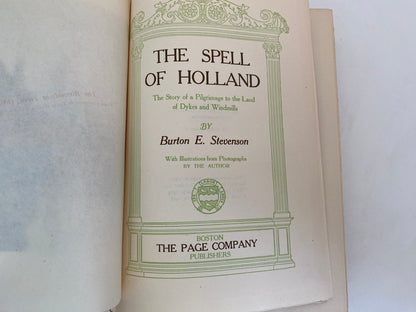 THE SPELL
OF HOLLAND
The Story of a Pilgrimage to the Land
of Dykes and Windmills
BY
Burton E. Stevenson
With Illustrations from Photographs
BY THE AUTHOR
BOSTON
THE PAGE COMPANY
PUBLISHERS